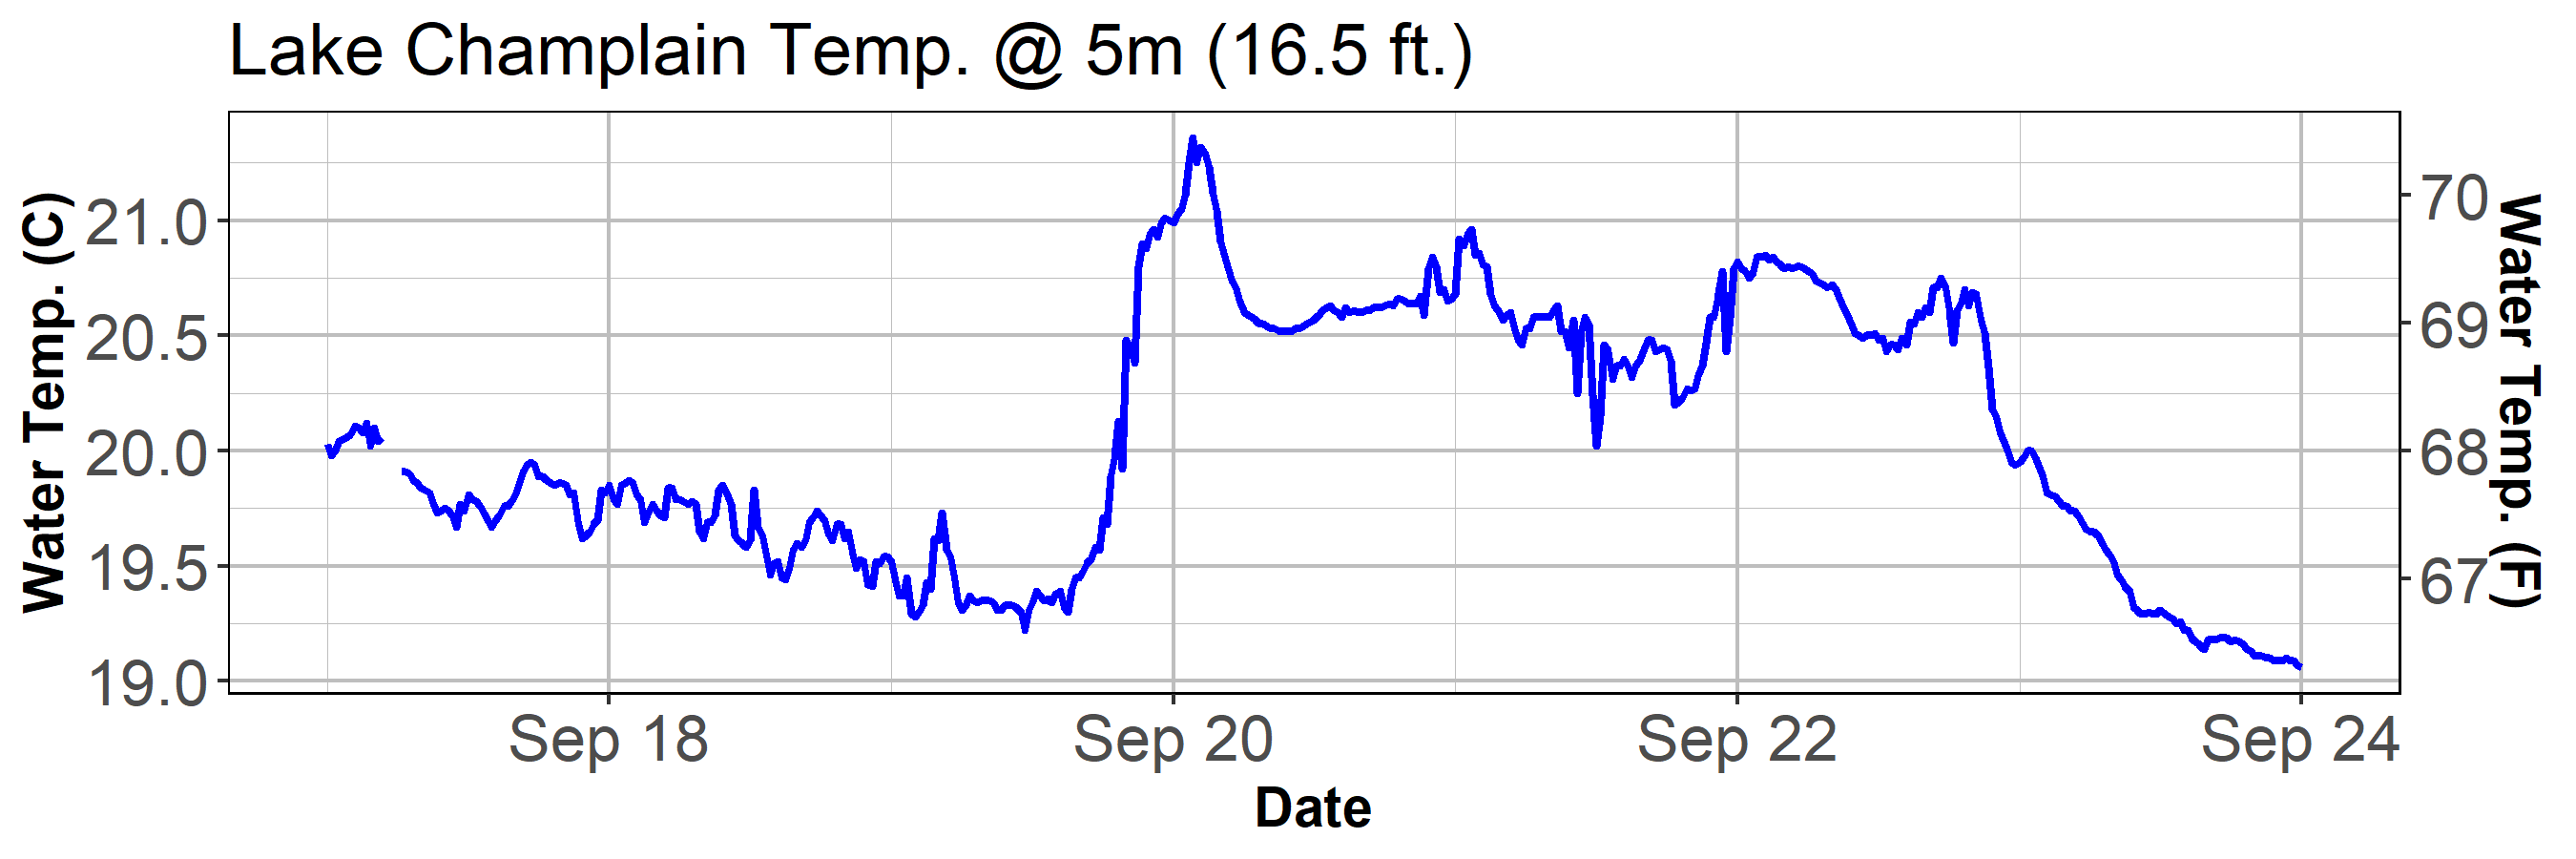 Lake Champlain Temp. @ 5m (16.5 ft.)
Water Temp. (C)
21.0
20.5
20.0
19.5
19.0
70
69
68
67
Water Temp. (F)
Sep 18
Sep 20
Sep 22
Sep 24
Date